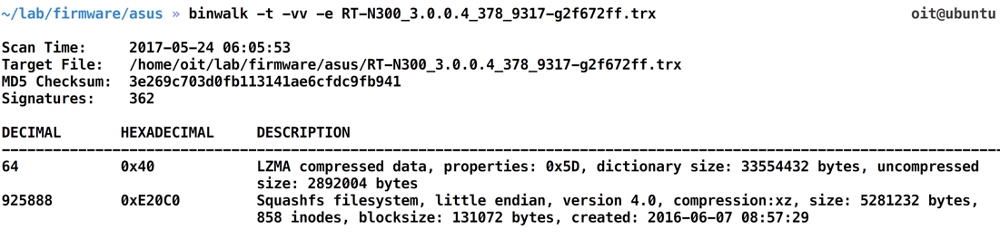 ~/lab/firmware/asus » binwalk -t -vv -e RT-N300_3.0.0.4_378_9317-g2f672ff.trx oit@ubuntu
Scan Time: 2017-05-24 06:05:53
Target File: /home/oit/lab/firmware/asus/RT-N300_3.0.0.4_378_9317-g2f672ff.trx
MD5 Checksum: 3e269c703d0fb113141ae6cfdc9fb941
Signatures: 362
DECIMAL HEXADECIMAL DESCRIPTION
--------------------------------------------------------------------------------
64 0x40 LZMA compressed data, properties: 0x5D, dictionary size: 33554432 bytes, uncompressed
size: 2892004 bytes
925888 0xE20C0 Squashfs filesystem, little endian, version 4.0, compression:xz, size: 5281232 bytes,
858 inodes, blocksize: 131072 bytes, created: 2016-06-07 08:57:29